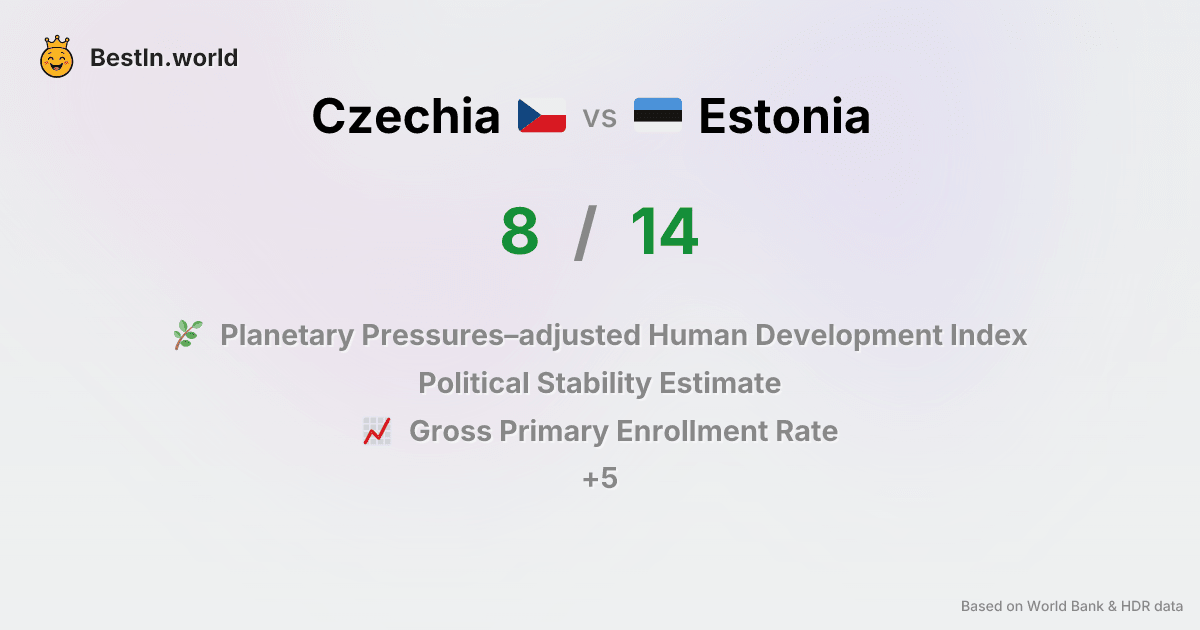 BestIn.world
Czechia vs Estonia
8 / 14
Planetary Pressures–adjusted Human Development Index
Political Stability Estimate
Gross Primary Enrollment Rate
+5
Based on World Bank & HDR data